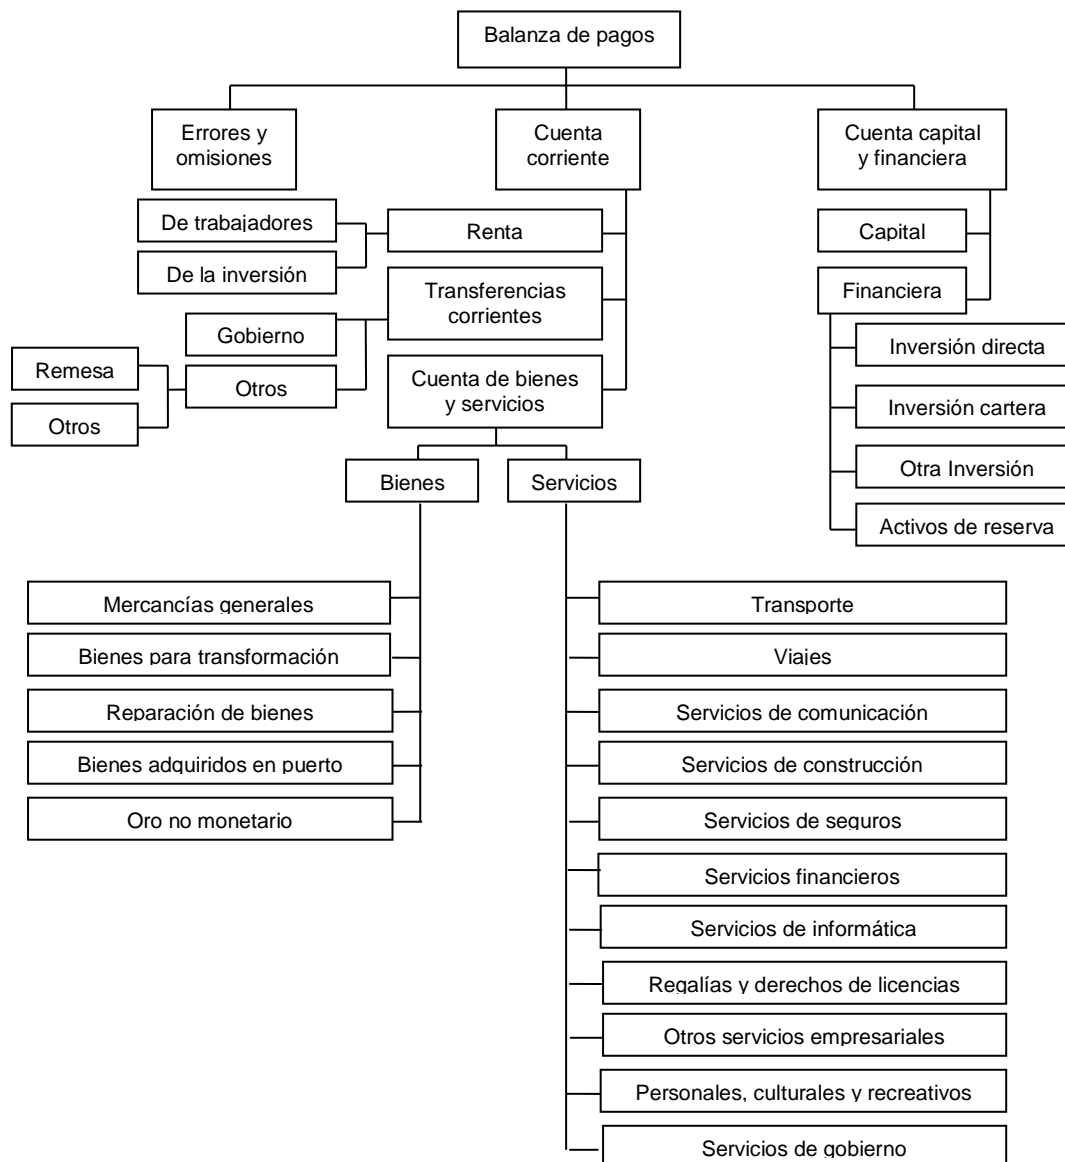 Balanza de pagos
Errores y
omisiones
Cuenta
corriente
Cuenta capital
y financiera
De trabajadores
De la inversión
Renta
Capital
Transferencias
corrientes
Financiera
Gobierno
Otros
Remesa
Otros
Cuenta de bienes
y servicios
Inversión directa
Inversión cartera
Otra Inversión
Activos de reserva
Bienes
Servicios
Mercancías generales
Bienes para transformación
Reparación de bienes
Bienes adquiridos en puerto
Oro no monetario
Transporte
Viajes
Servicios de comunicación
Servicios de construcción
Servicios de seguros
Servicios financieros
Servicios de informática
Regalías y derechos de licencias
Otros servicios empresariales
Personales, culturales y recreativos
Servicios de gobierno